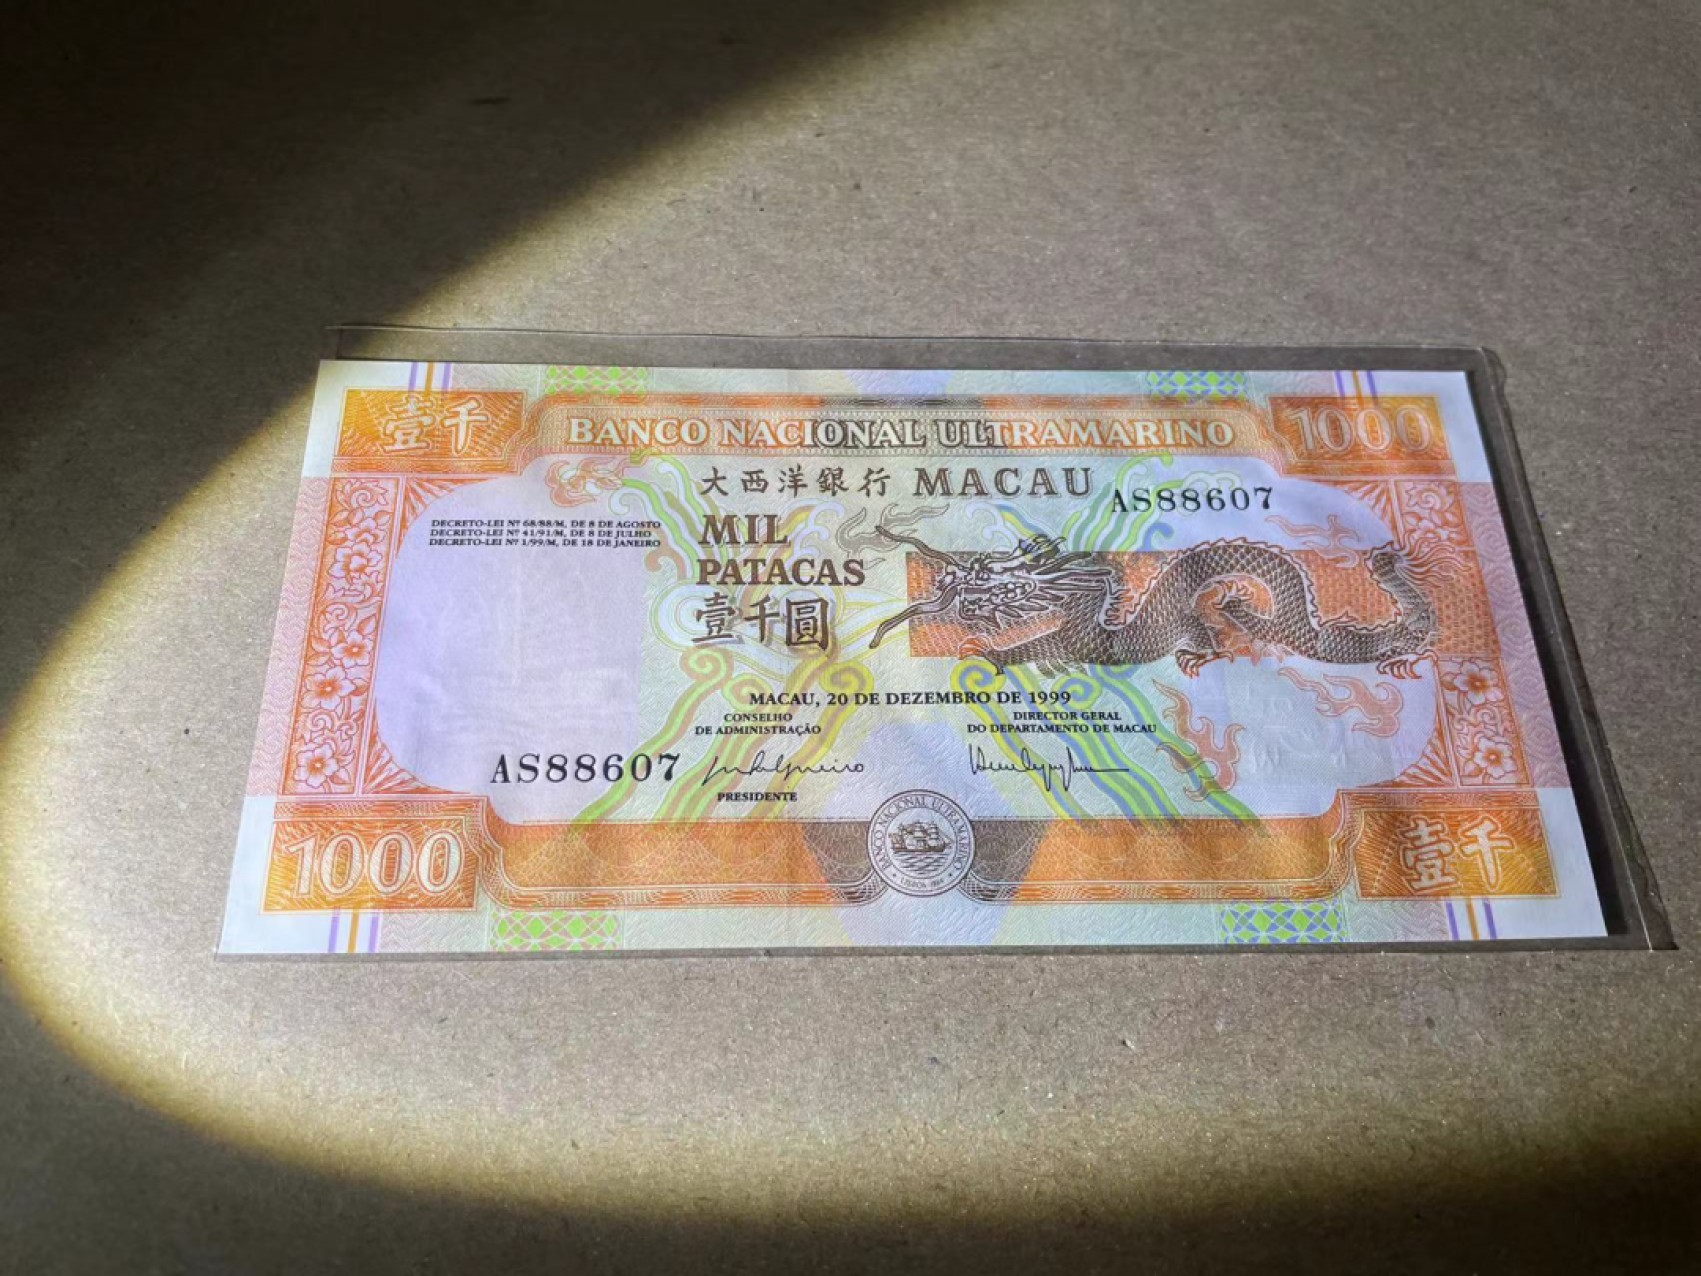 壹千
BANCO NACIONAL ULTRAMARINO
1000
大西洋銀行 MACAU
AS88607
DECRETO-LEI Nº 68/88/M, DE 8 DE AGOSTO
DECRETO-LEI Nº 41/91/M, DE 8 DE JULHO
DECRETO-LEI Nº 1/99/M, DE 18 DE JANEIRO
MIL
PATACAS
壹千圓
MACAU, 20 DE DEZEMBRO DE 1999
CONSELHO
DE ADMINISTRAÇÃO
DIRECTOR GERAL
DO DEPARTAMENTO DE MACAU
AS88607
PRESIDENTE
BANCO NACIONAL ULTRAMARINO
1000
壹千